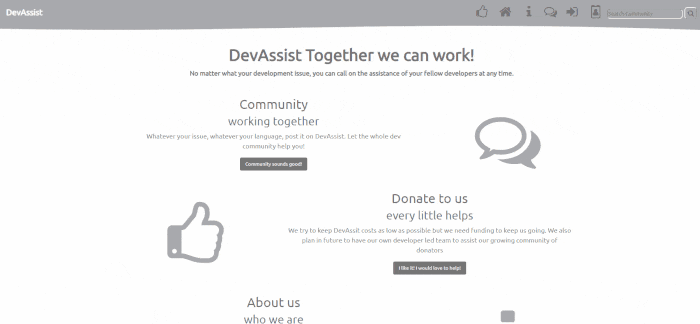 DevAssist
Search Communities
DevAssist Together we can work!
No matter what your development issue, you can call on the assistance of your fellow developers at any time.
Community
working together
Whatever your issue, whatever your language, post it on DevAssist. Let the whole dev
community help you!
Community sounds good!
Donate to us
every little helps
We try to keep DevAssit costs as low as possible but we need funding to keep us going. We also
plan in future to have our own developer led team to assist our growing community of
donators
I like it! I would love to help!
About us
who we are